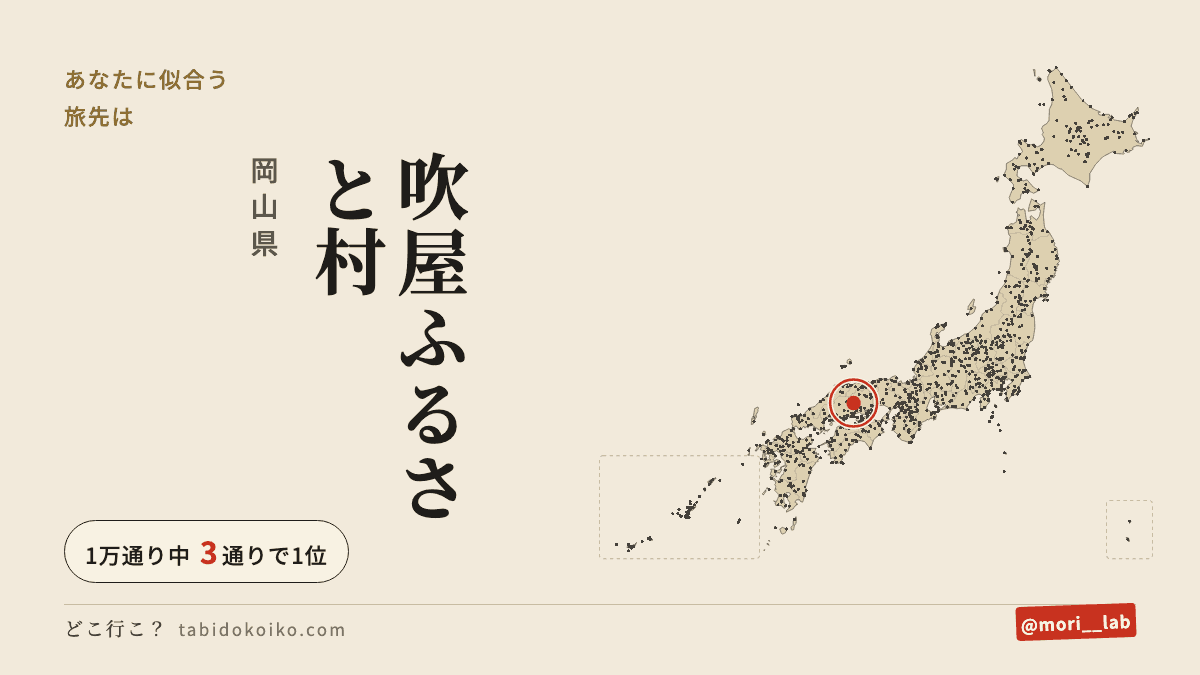 あなたに似合う
旅先は
吹屋ふるさ
と村
岡山県
1万通り中 3通りで1位
どこ行こ？ tabidokoiko.com
@mori__lab